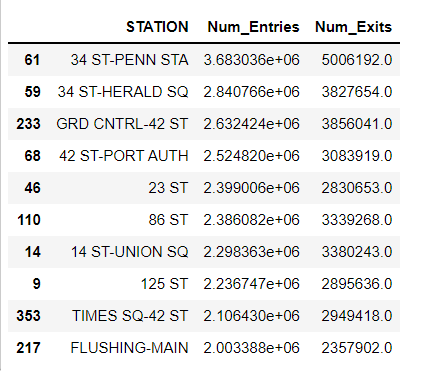 STATION Num_Entries Num_Exits
61 34 ST-PENN STA 3.683036e+06 5006192.0
59 34 ST-HERALD SQ 2.840766e+06 3827654.0
233 GRD CNTRL-42 ST 2.632424e+06 3856041.0
68 42 ST-PORT AUTH 2.524820e+06 3083919.0
46 23 ST 2.399006e+06 2830653.0
110 86 ST 2.386082e+06 3339268.0
14 14 ST-UNION SQ 2.298363e+06 3380243.0
9 125 ST 2.236747e+06 2895636.0
353 TIMES SQ-42 ST 2.106430e+06 2949418.0
217 FLUSHING-MAIN 2.003388e+06 2357902.0